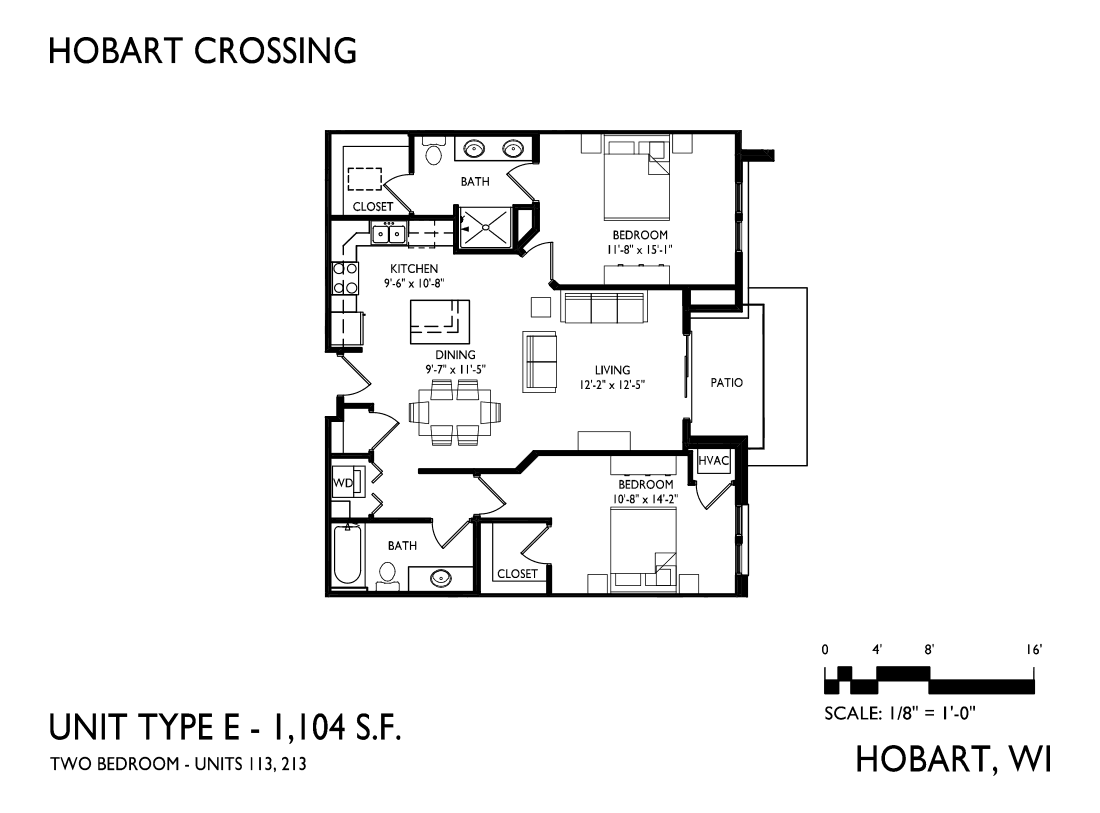 HOBART CROSSING
BATH
CLOSET
BEDROOM
11'-8" x 15'-1"
KITCHEN
9'-6" x 10'-8"
DINING
9'-7" x 11'-5"
LIVING
12'-2" x 12'-5"
PATIO
HVAC
WD
BEDROOM
10'-8" x 14'-2"
BATH
CLOSET
0 4' 8' 16'
SCALE: 1/8" = 1'-0"
UNIT TYPE E - 1,104 S.F.
TWO BEDROOM - UNITS 113, 213
HOBART, WI